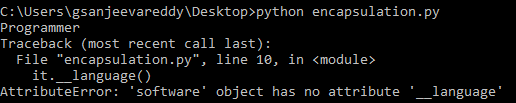 C:\Users\gsanjeevareddy\Desktop>python encapsulation.py
Programmer
Traceback (most recent call last):
  File "encapsulation.py", line 10, in <module>
    it.__language()
AttributeError: 'software' object has no attribute '__language'